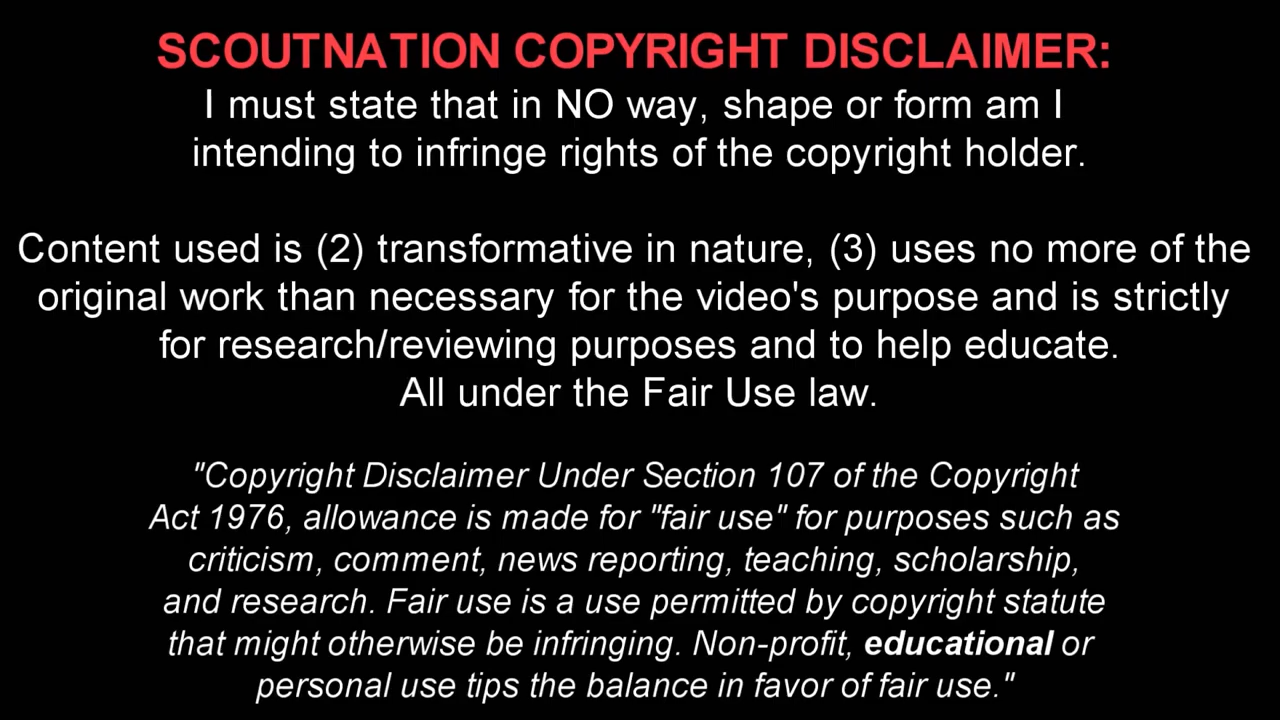 SCOUTNATION COPYRIGHT DISCLAIMER:
I must state that in NO way, shape or form am I
intending to infringe rights of the copyright holder.
Content used is (2) transformative in nature, (3) uses no more of the
original work than necessary for the video's purpose and is strictly
for research/reviewing purposes and to help educate.
All under the Fair Use law.
"Copyright Disclaimer Under Section 107 of the Copyright
Act 1976, allowance is made for "fair use" for purposes such as
criticism, comment, news reporting, teaching, scholarship,
and research. Fair use is a use permitted by copyright statute
that might otherwise be infringing. Non-profit, educational or
personal use tips the balance in favor of fair use."